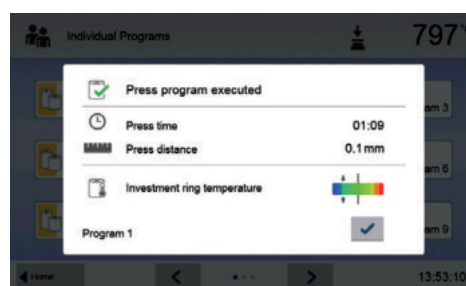 Individual Programs
797°
Press program executed
Press time 01:09
Press distance 0.1 mm
am 3
Investment ring temperature
am 6
Program 1
am 9
Home
13:53:10